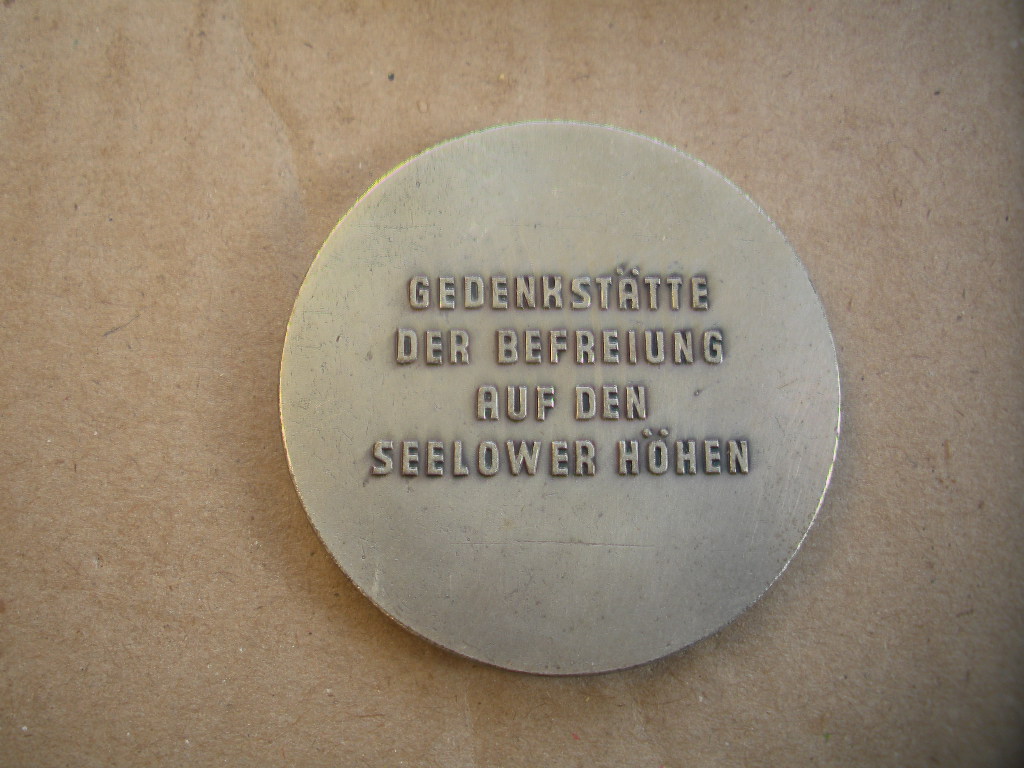 GEDENKSTÄTTE
DER BEFREIUNG
AUF DEN
SEELOWER HÖHEN